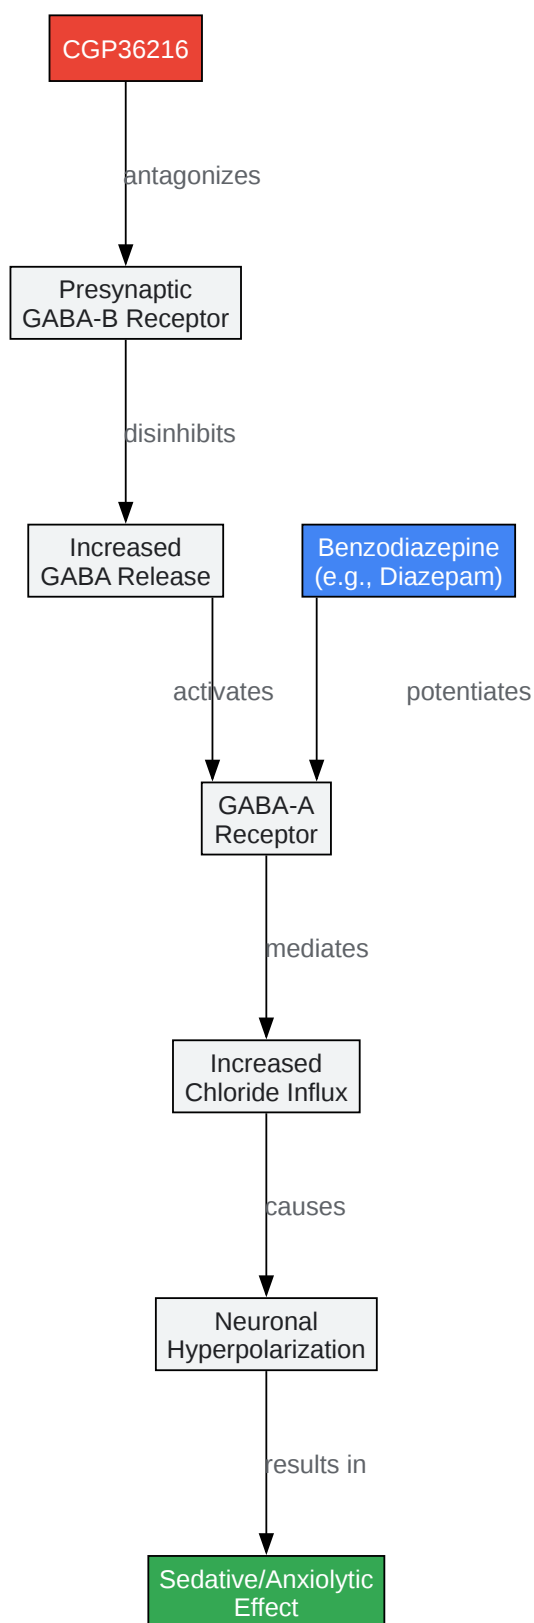 CGP36216
antagonizes
Presynaptic
GABA-B Receptor
disinhibits
Increased
GABA Release
Benzodiazepine
(e.g., Diazepam)
activates
potentiates
GABA-A
Receptor
mediates
Increased
Chloride Influx
causes
Neuronal
Hyperpolarization
results in
Sedative/Anxiolytic
Effect